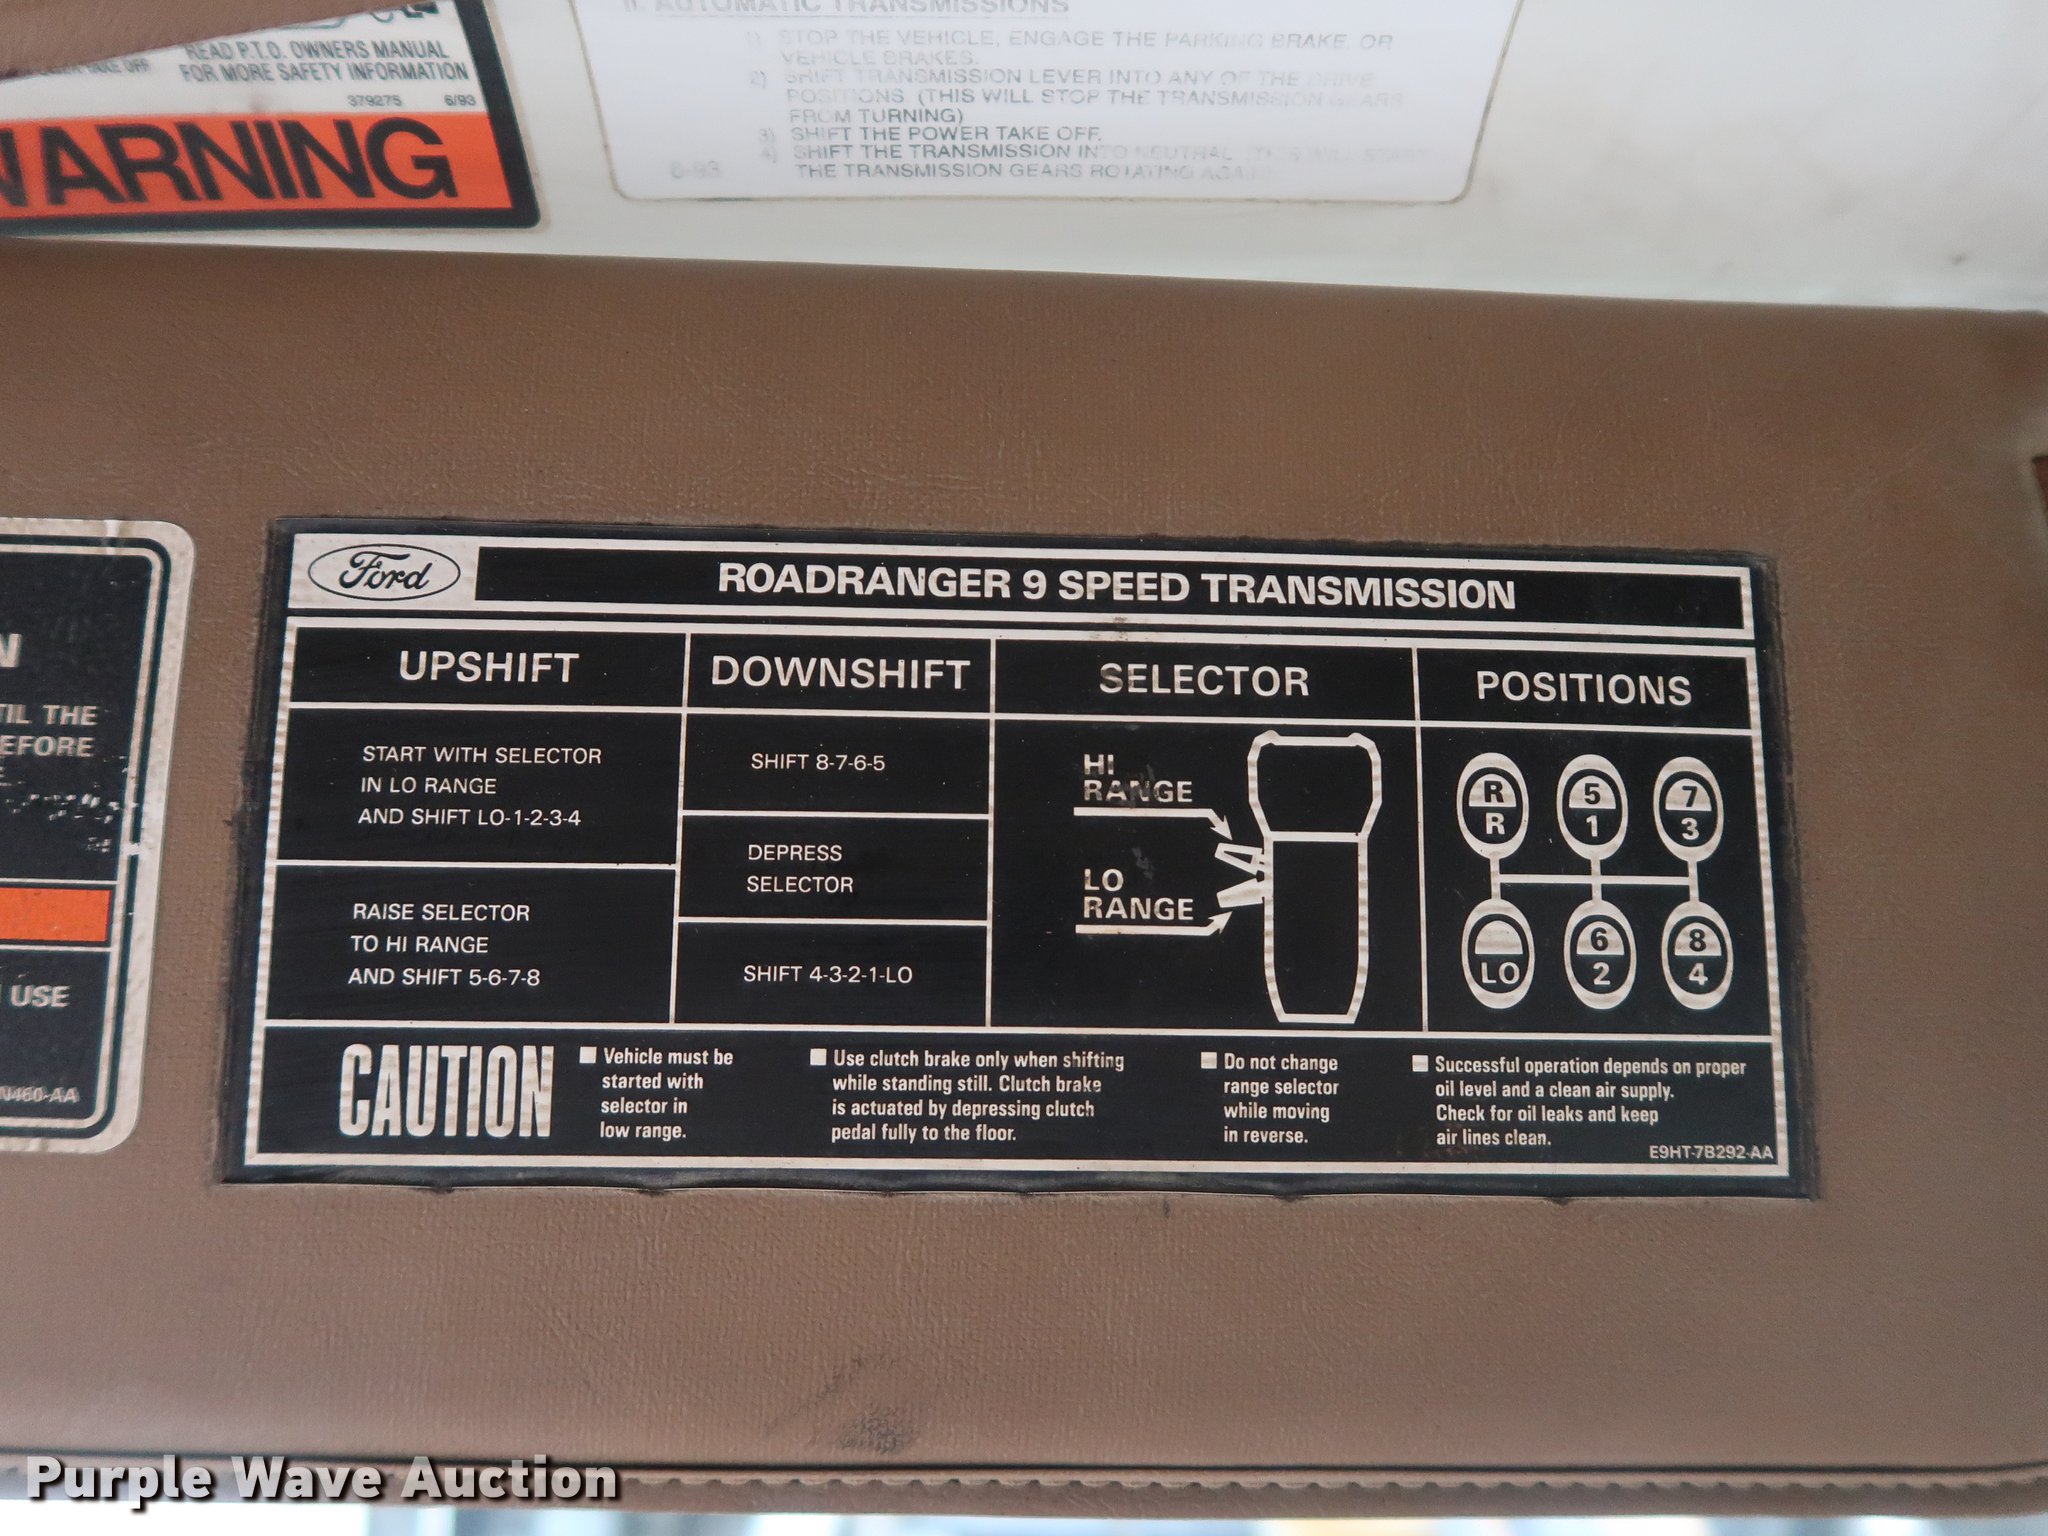 READ P.T.O. OWNERS MANUAL
FOR MORE SAFETY INFORMATION
379275 6/93
WARNING
II. AUTOMATIC TRANSMISSIONS
1) STOP THE VEHICLE, ENGAGE THE PARKING BRAKE, OR
VEHICLE BRAKES.
2) SHIFT TRANSMISSION LEVER INTO ANY OF THE DRIVE
POSITIONS (THIS WILL STOP THE TRANSMISSION GEARS
FROM TURNING)
3) SHIFT THE POWER TAKE OFF.
4) SHIFT THE TRANSMISSION INTO NEUTRAL
6-93 THE TRANSMISSION GEARS ROTATING
N
TIL THE
EFORE
USE
N460-AA
Ford
ROADRANGER 9 SPEED TRANSMISSION
UPSHIFT
START WITH SELECTOR
IN LO RANGE
AND SHIFT LO-1-2-3-4
RAISE SELECTOR
TO HI RANGE
AND SHIFT 5-6-7-8
DOWNSHIFT
SHIFT 8-7-6-5
DEPRESS
SELECTOR
SHIFT 4-3-2-1-LO
SELECTOR
HI
RANGE
LO
RANGE
POSITIONS
R 5 7
R 1 3
6 8
LO 2 4
CAUTION
Vehicle must be
started with
selector in
low range.
Use clutch brake only when shifting
while standing still. Clutch brake
is actuated by depressing clutch
pedal fully to the floor.
Do not change
range selector
while moving
in reverse.
Successful operation depends on proper
oil level and a clean air supply.
Check for oil leaks and keep
air lines clean.
E9HT-7B292-AA
Purple Wave Auction